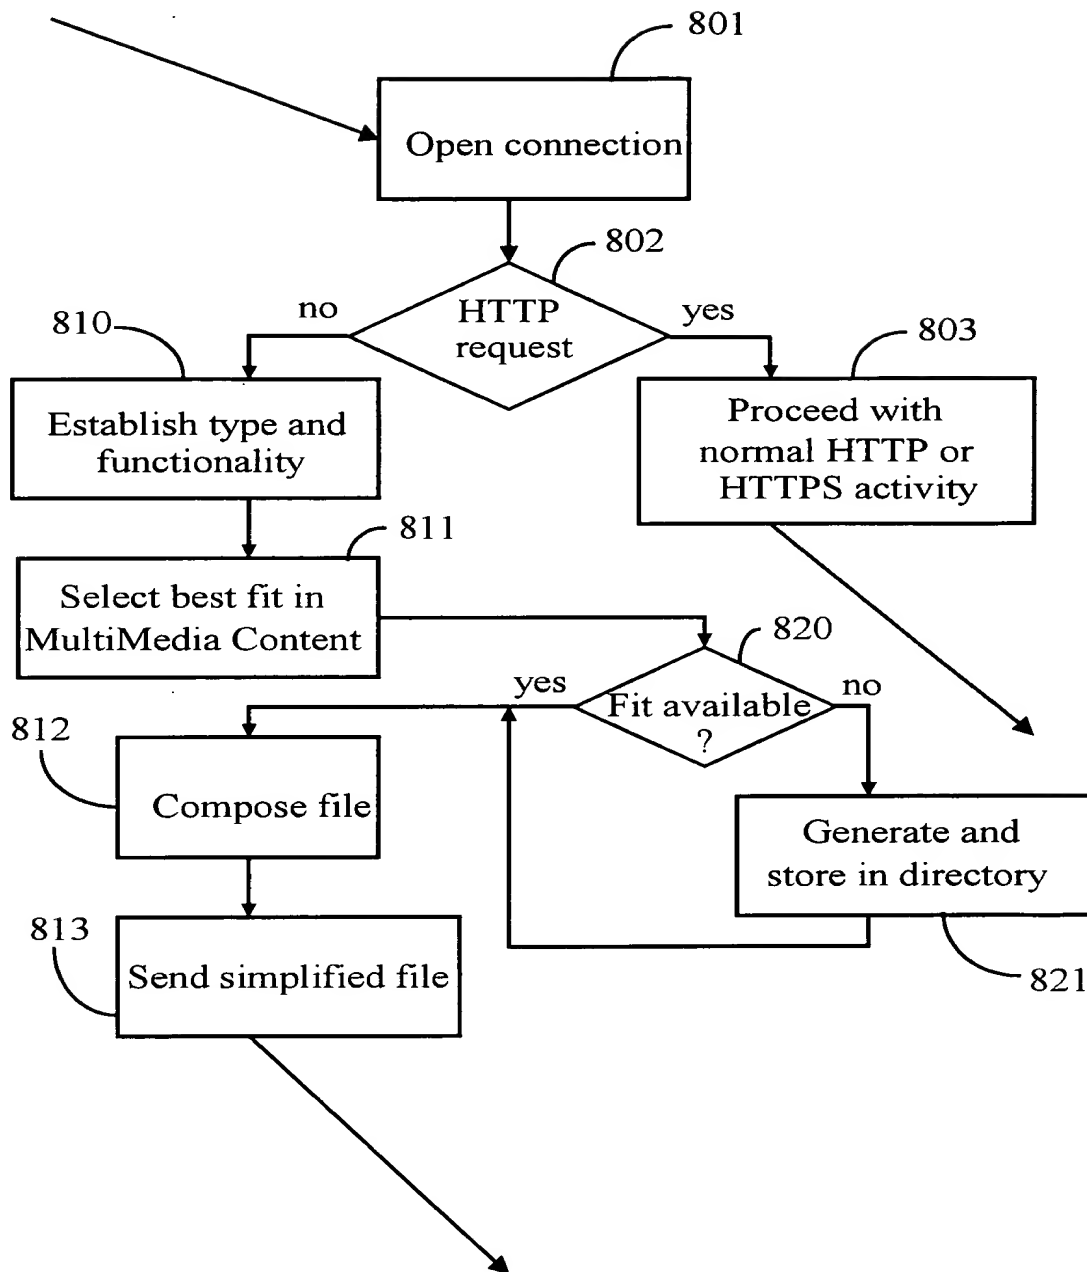 801
Open connection
802
no
HTTP
request
yes
810
803
Establish type and
functionality
Proceed with
normal HTTP or
HTTPS activity
811
Select best fit in
MultiMedia Content
820
yes
Fit available
?
no
812
Compose file
Generate and
store in directory
813
Send simplified file
821